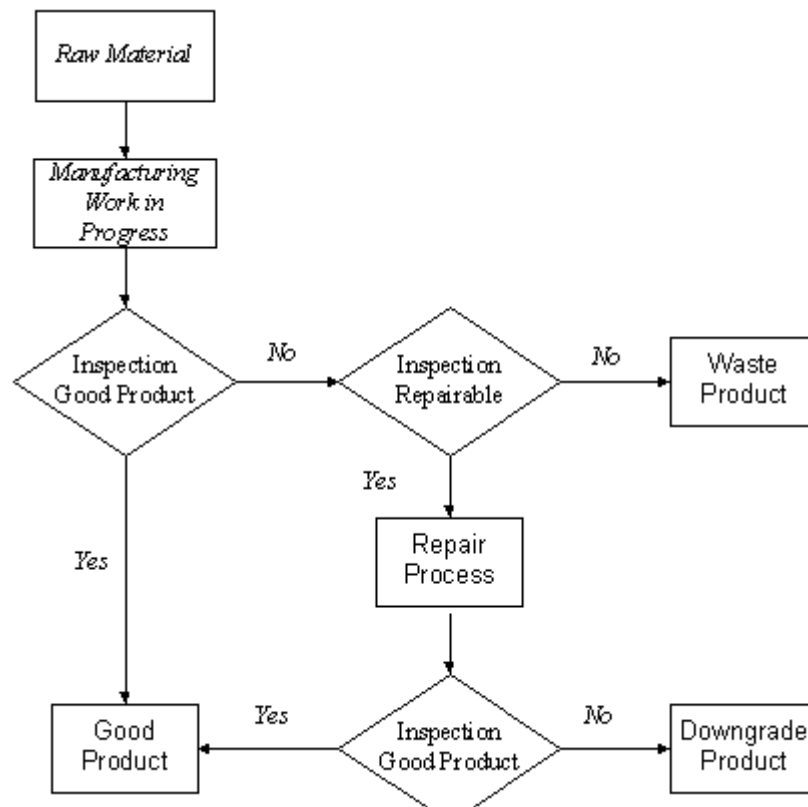 Raw Material
Manufacturing
Work in
Progress
Inspection
Good Product
No
Inspection
Repairable
No
Waste
Product
Yes
Yes
Repair
Process
Good
Product
Yes
Inspection
Good Product
No
Downgrade
Product